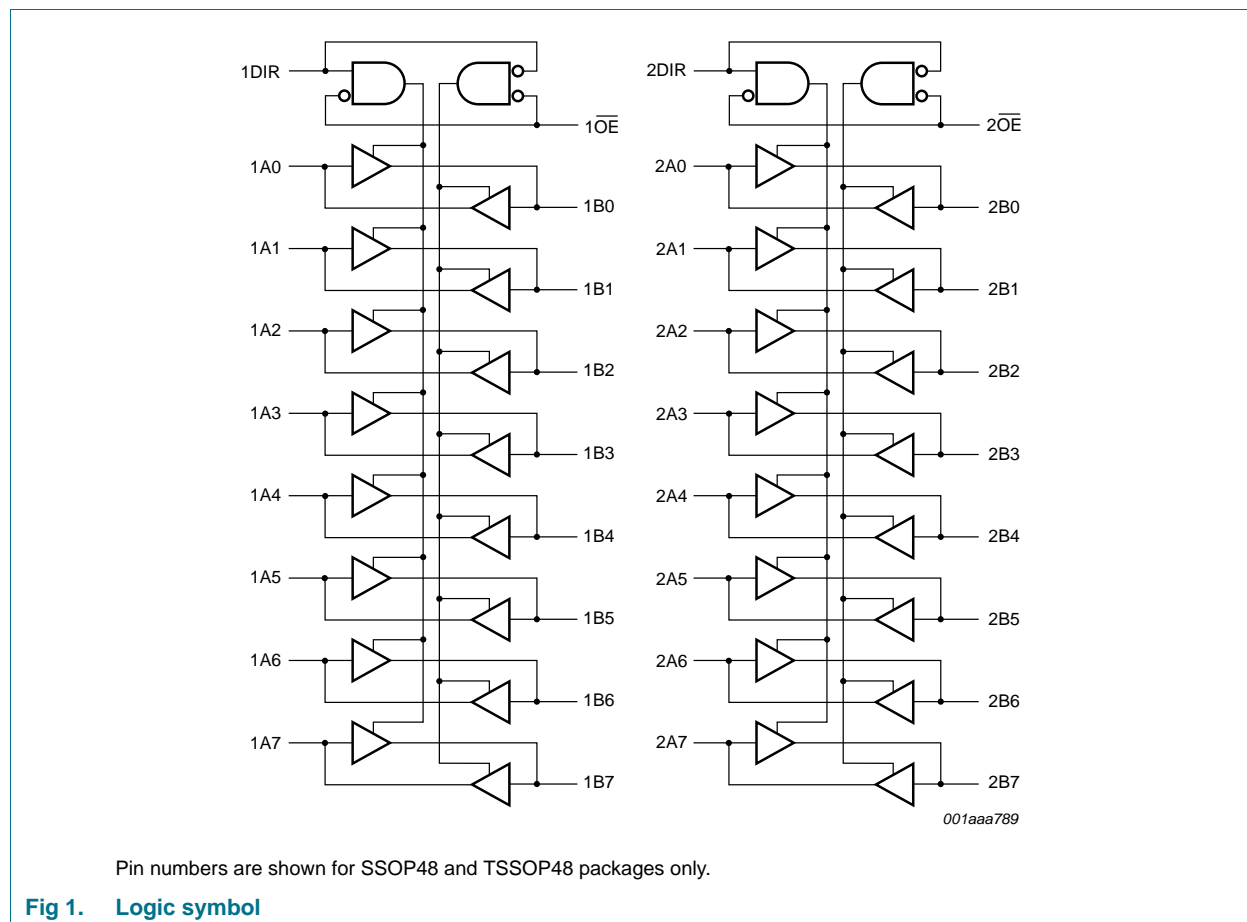 1DIR
2DIR
1O̅E̅
2O̅E̅
1A0
2A0
1B0
2B0
1A1
2A1
1B1
2B1
1A2
2A2
1B2
2B2
1A3
2A3
1B3
2B3
1A4
2A4
1B4
2B4
1A5
2A5
1B5
2B5
1A6
2A6
1B6
2B6
1A7
2A7
1B7
2B7
001aaa789
Pin numbers are shown for SSOP48 and TSSOP48 packages only.
Fig 1. Logic symbol